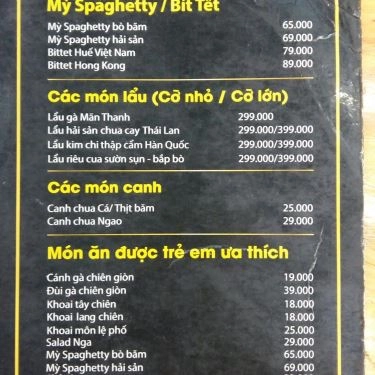 Mỳ Spaghetty / Bít Tết
Mỳ Spaghetty bò băm 65.000
Mỳ Spaghetty hải sản 69.000
Bittet Huế Việt Nam 79.000
Bittet Hong Kong 89.000
Các món lẩu (Cỡ nhỏ / Cỡ lớn)
Lẩu gà Mãn Thanh 299.000
Lẩu hải sản chua cay Thái Lan 299.000/399.000
Lẩu kim chi thập cẩm Hàn Quốc 299.000/399.000
Lẩu riêu cua sườn sụn - bắp bò 299.000/399.000
Các món canh
Canh chua Cá/ Thịt băm 25.000
Canh chua Ngao 29.000
Món ăn được trẻ em ưa thích
Cánh gà chiên giòn 19.000
Đùi gà chiên giòn 39.000
Khoai tây chiên 18.000
Khoai lang chiên 18.000
Khoai môn lệ phố 25.000
Salad Nga 29.000
Mỳ Spaghetty bò băm 65.000
Mỳ Spaghetty hải sản 69.000